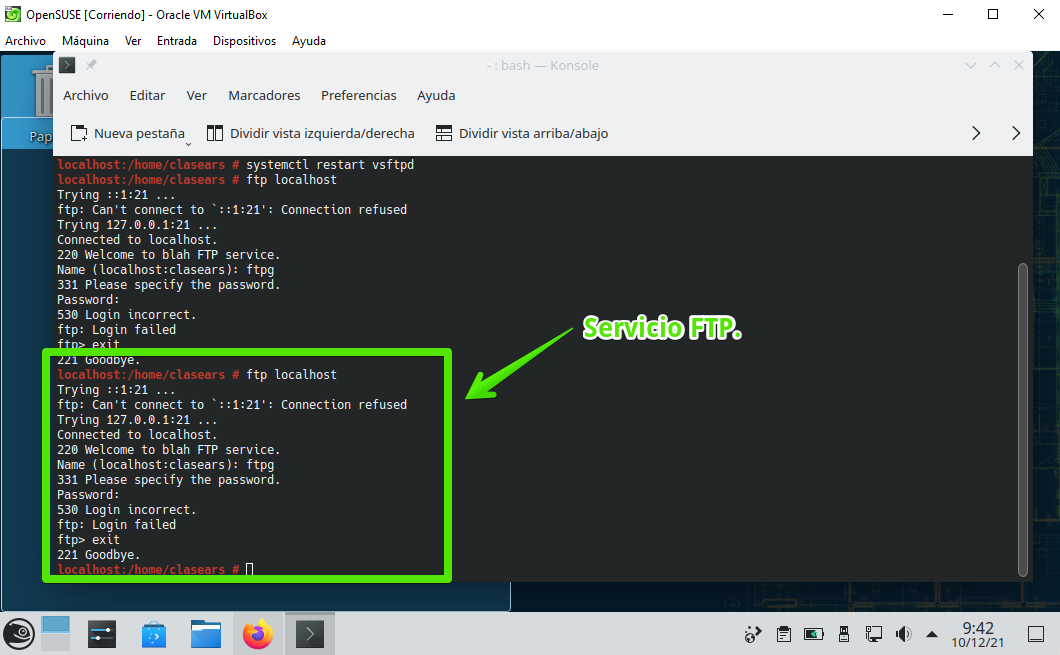 OpenSUSE [Corriendo] - Oracle VM VirtualBox
Archivo Máquina Ver Entrada Dispositivos Ayuda
- : bash — Konsole
Archivo Editar Ver Marcadores Preferencias Ayuda
Nueva pestaña Dividir vista izquierda/derecha Dividir vista arriba/abajo
Pap
localhost:/home/clasears # systemctl restart vsftpd
localhost:/home/clasears # ftp localhost
Trying ::1:21 ...
ftp: Can't connect to `::1:21': Connection refused
Trying 127.0.0.1:21 ...
Connected to localhost.
220 Welcome to blah FTP service.
Name (localhost:clasears): ftpg
331 Please specify the password.
Password:
530 Login incorrect.
ftp: Login failed
ftp> exit
221 Goodbye.
localhost:/home/clasears # ftp localhost
Trying ::1:21 ...
ftp: Can't connect to `::1:21': Connection refused
Trying 127.0.0.1:21 ...
Connected to localhost.
220 Welcome to blah FTP service.
Name (localhost:clasears): ftpg
331 Please specify the password.
Password:
530 Login incorrect.
ftp: Login failed
ftp> exit
221 Goodbye.
localhost:/home/clasears #
Servicio FTP.
9:42
10/12/21